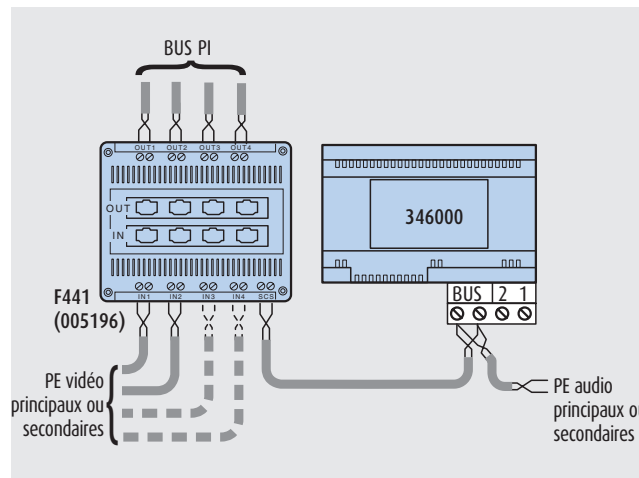 BUS PI
OUT1 OUT2 OUT3 OUT4
OUT
IN
346000
F441
(005196)
IN1 IN2 IN3 IN4 SCS
BUS 2 1
PE vidéo
principaux ou
secondaires
PE audio
principaux ou
secondaires